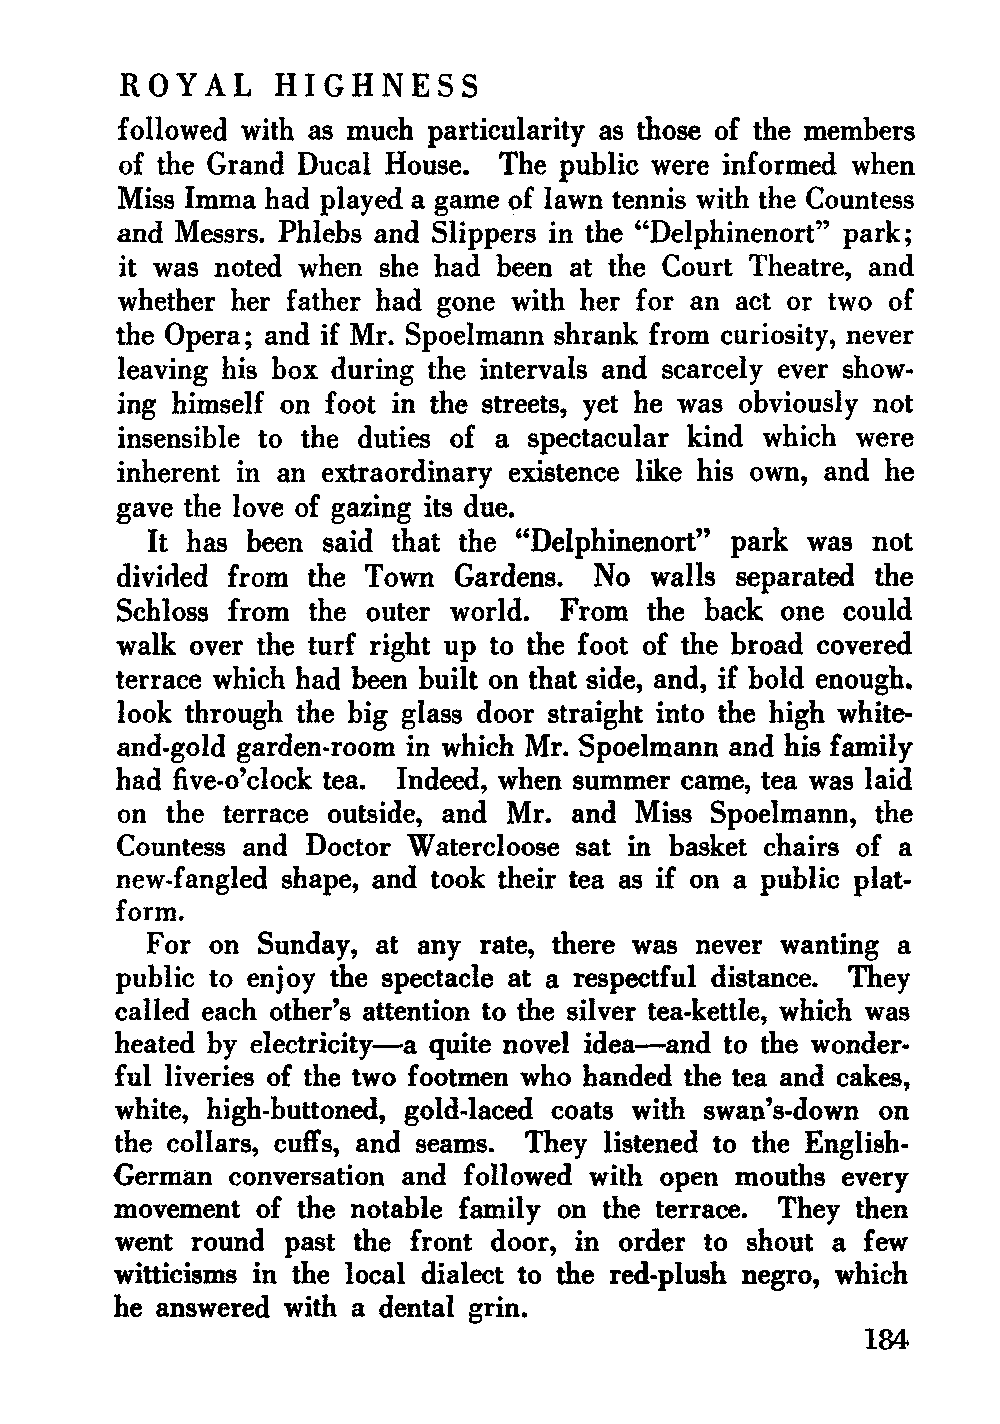 ROYAL HIGHNESS
followed with as much particularity as those of the members
of the Grand Ducal House. The public were informed when
Miss Imma had played a game of lawn tennis with the Countess
and Messrs. Phlebs and Slippers in the “Delphinenort” park;
it was noted when she had been at the Court Theatre, and
whether her father had gone with her for an act or two of
the Opera; and if Mr. Spoelmann shrank from curiosity, never
leaving his box during the intervals and scarcely ever show-
ing himself on foot in the streets, yet he was obviously not
insensible to the duties of a spectacular kind which were
inherent in an extraordinary existence like his own, and he
gave the love of gazing its due.
It has been said that the “Delphinenort” park was not
divided from the Town Gardens. No walls separated the
Schloss from the outer world. From the back one could
walk over the turf right up to the foot of the broad covered
terrace which had been built on that side, and, if bold enough.
look through the big glass door straight into the high white-
and-gold garden-room in which Mr. Spoelmann and his family
had five-o’clock tea. Indeed, when summer came, tea was laid
on the terrace outside, and Mr. and Miss Spoelmann, the
Countess and Doctor Watercloose sat in basket chairs of a
new-fangled shape, and took their tea as if on a public plat-
form.
For on Sunday, at any rate, there was never wanting a
public to enjoy the spectacle at a respectful distance. They
called each other’s attention to the silver tea-kettle, which was
heated by electricity—a quite novel idea—and to the wonder-
ful liveries of the two footmen who handed the tea and cakes,
white, high-buttoned, gold-laced coats with swan’s-down on
the collars, cuffs, and seams. They listened to the English-
German conversation and followed with open mouths every
movement of the notable family on the terrace. They then
went round past the front door, in order to shout a few
witticisms in the local dialect to the red-plush negro, which
he answered with a dental grin.
184